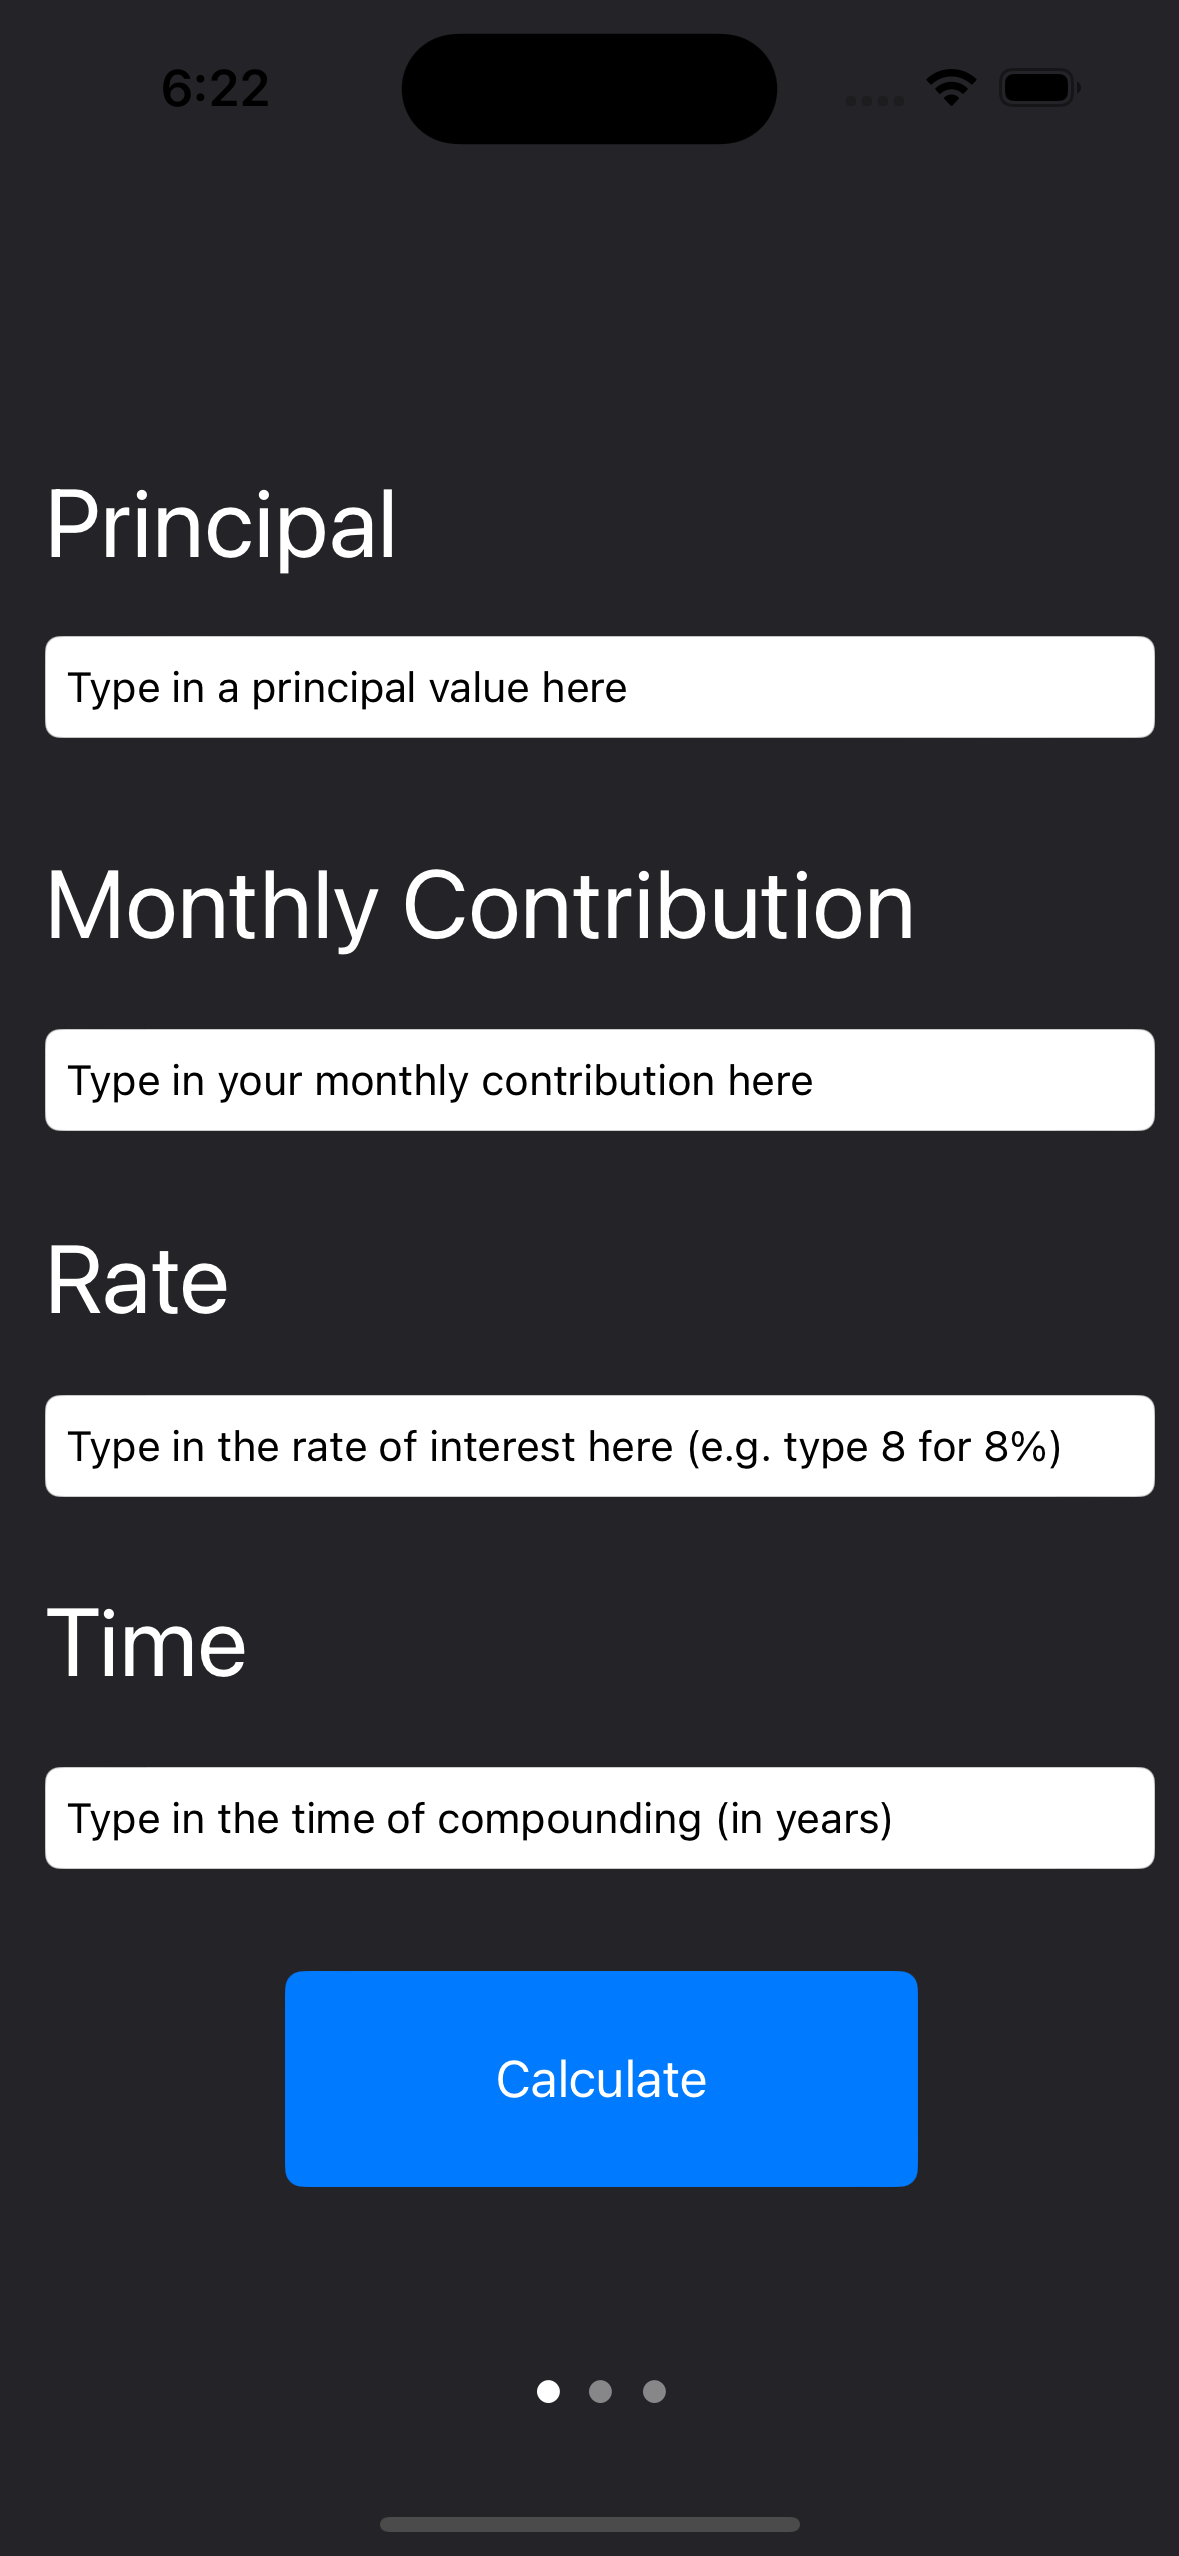 6:22
Principal
Type in a principal value here
Monthly Contribution
Type in your monthly contribution here
Rate
Type in the rate of interest here (e.g. type 8 for 8%)
Time
Type in the time of compounding (in years)
Calculate